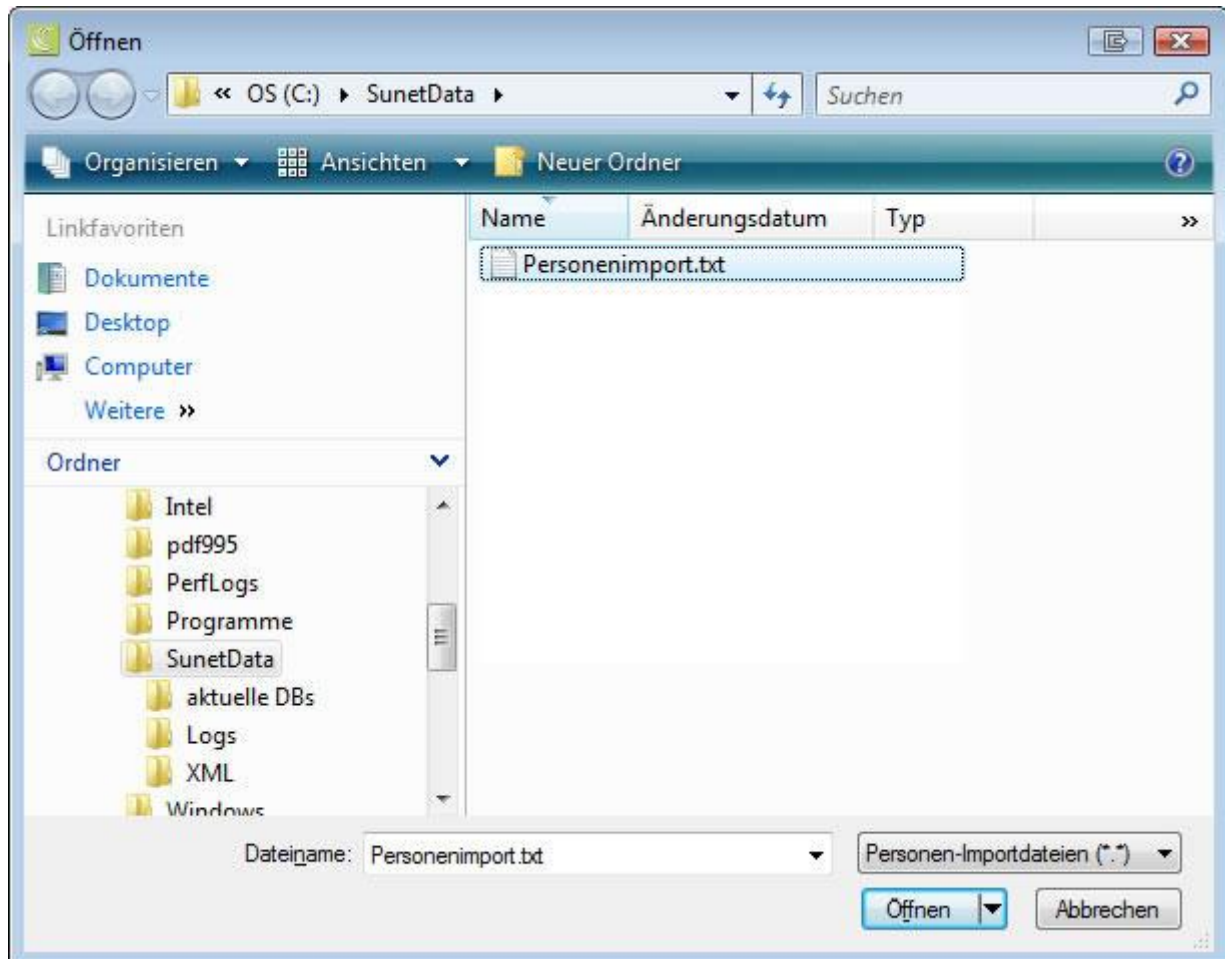 Öffnen
« OS (C:) ▸ SunetData ▸ Suchen
Organisieren Ansichten Neuer Ordner
Linkfavoriten
Dokumente
Desktop
Computer
Weitere »
Ordner
Intel
pdf995
PerfLogs
Programme
SunetData
aktuelle DBs
Logs
XML
Windows
Name Änderungsdatum Typ »
Personenimport.txt
Dateiname: Personenimport.txt Personen-Importdateien (*.*)
Öffnen Abbrechen